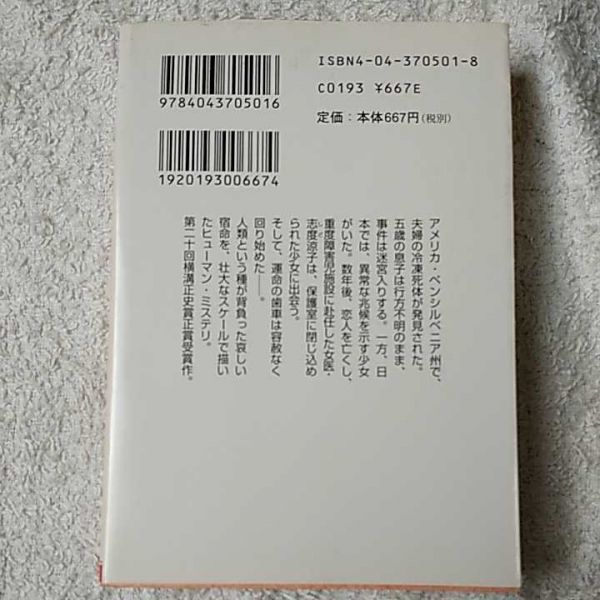 ISBN4-04-370501-8
C0193 ¥667E
定価：本体667円(税別)
9784043705016
1920193006674
アメリカ・ペンシルベニア州で、
夫婦の冷凍死体が発見された。
五歳の息子は行方不明のまま、
事件は迷宮入りする。一方、日
本では、異常な兆候を示す少女
がいた。数年後、恋人を亡くし、
重度障害児施設に赴任した女医・
志度涼子は、保護室に閉じ込め
られた少女に出会う。
そして、運命の歯車は容赦なく
回り始めた――。
人類という種が背負った哀しい
宿命を、壮大なスケールで描い
たヒューマン・ミステリ。
第二十回横溝正史賞正賞受賞作。